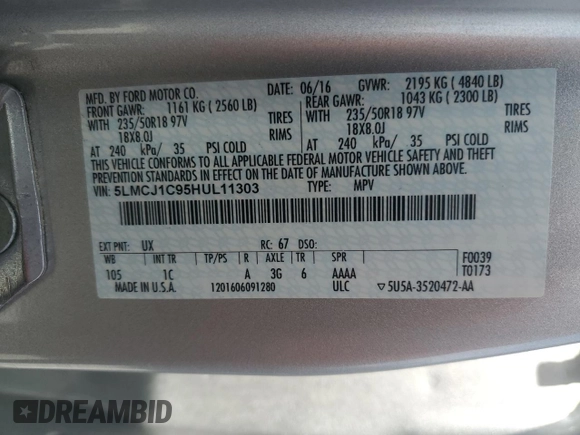 MFD. BY FORD MOTOR CO.
DATE: 06/16 GVWR: 2195 KG ( 4840 LB)
FRONT GAWR: 1161 KG ( 2560 LB) REAR GAWR: 1043 KG ( 2300 LB)
WITH 235/50R18 97V TIRES WITH 235/50R18 97V TIRES
18X8.0J RIMS 18X8.0J RIMS
AT 240 kPa/ 35 PSI COLD AT 240 kPa/ 35 PSI COLD
THIS VEHICLE CONFORMS TO ALL APPLICABLE FEDERAL MOTOR VEHICLE SAFETY AND THEFT
PREVENTION STANDARDS IN EFFECT ON THE DATE OF MANUFACTURE SHOWN ABOVE.
VIN: 5LMCJ1C95HUL11303 TYPE: MPV
EXT PNT: UX RC: 67 DSO:
WB INT TR TP/PS R AXLE TR SPR F0039
105 1C A 3G 6 AAAA T0173
MADE IN U.S.A. 1201606091280 ULC ▽5U5A-3520472-AA
DREAMBID